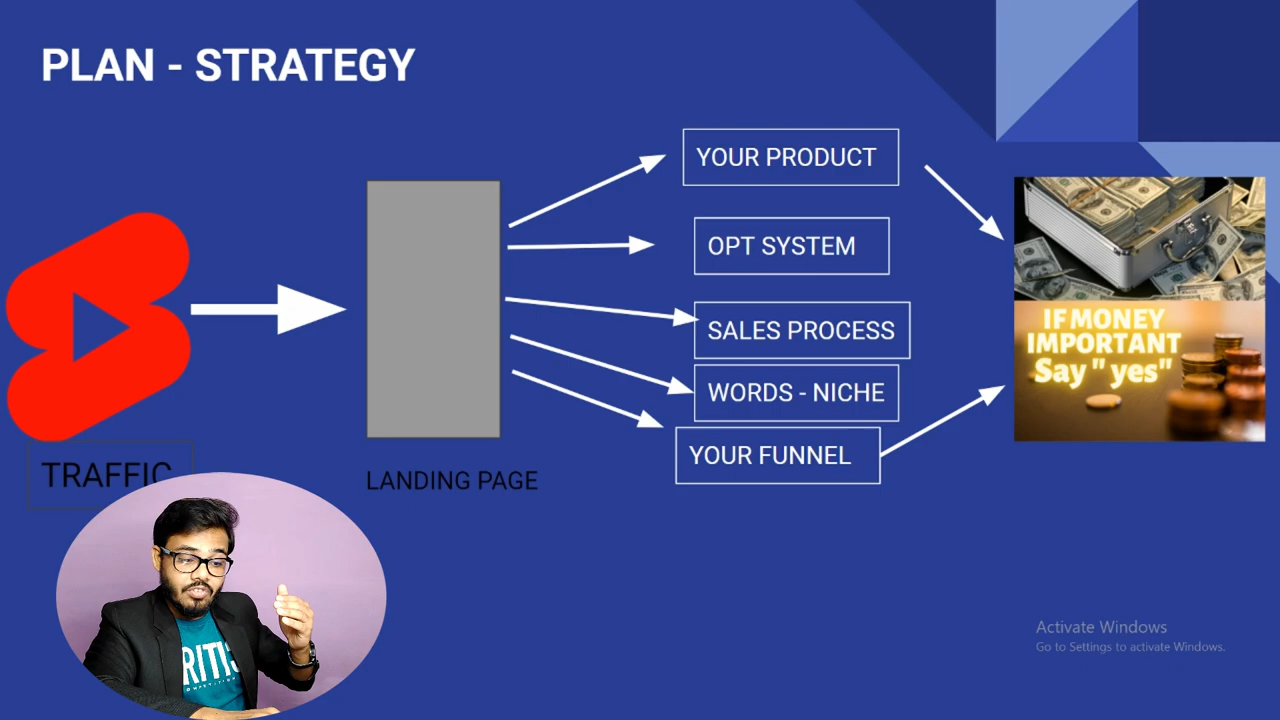 PLAN - STRATEGY
YOUR PRODUCT
OPT SYSTEM
SALES PROCESS
WORDS - NICHE
YOUR FUNNEL
IF MONEY
IMPORTANT
Say " yes"
TRAFFIC
LANDING PAGE
RITI
Activate Windows
Go to Settings to activate Windows.